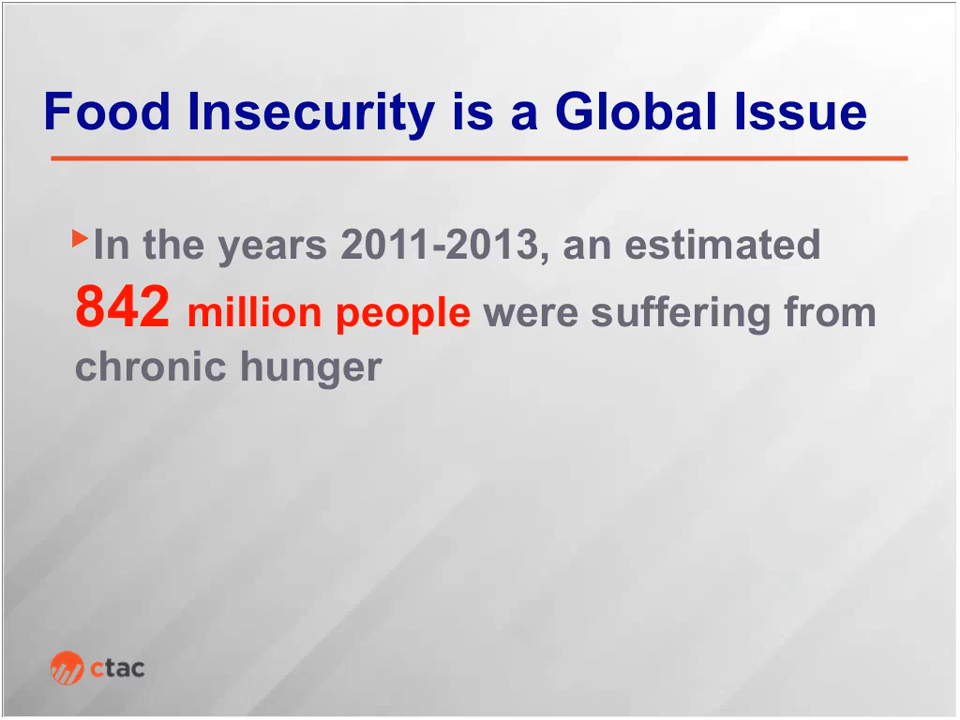 Food Insecurity is a Global Issue
▸In the years 2011-2013, an estimated
842 million people were suffering from
chronic hunger
ctac